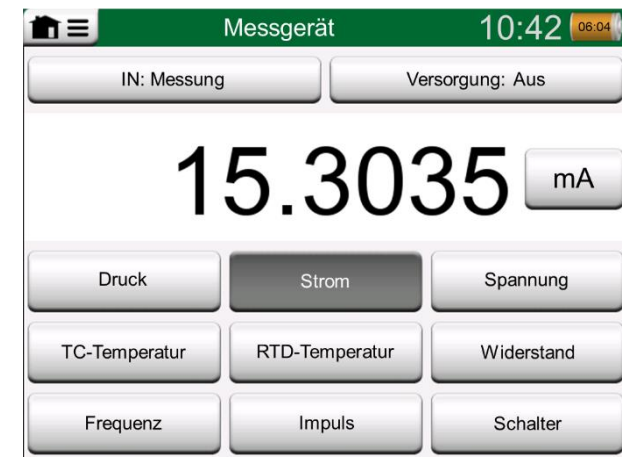 Messgerät 10:42 06:04
IN: Messung Versorgung: Aus
15.3035 mA
Druck Strom Spannung
TC-Temperatur RTD-Temperatur Widerstand
Frequenz Impuls Schalter